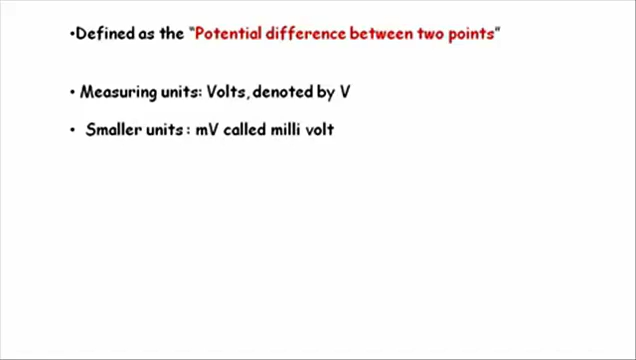 •Defined as the "Potential difference between two points"
• Measuring units: Volts, denoted by V
• Smaller units : mV called milli volt